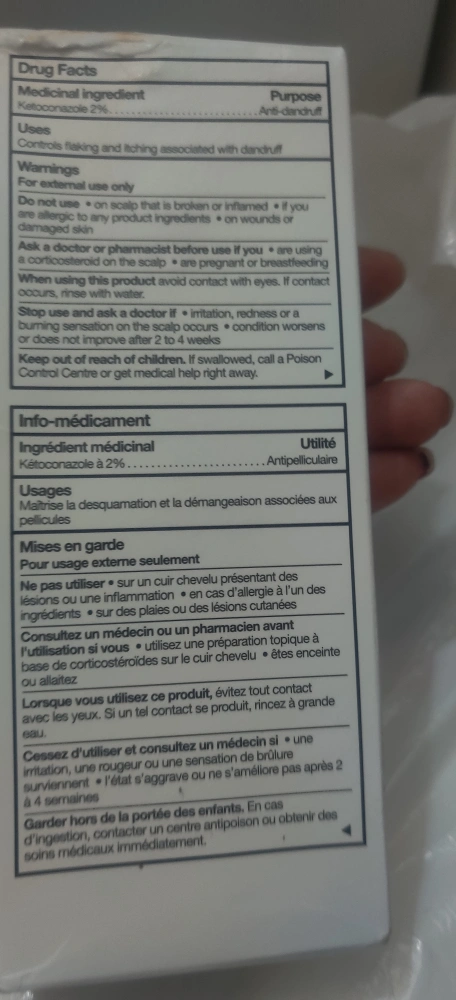 Drug Facts
Medicinal ingredient Purpose
Ketoconazole 2%.......................Anti-dandruff
Uses
Controls flaking and itching associated with dandruff
Warnings
For external use only
Do not use • on scalp that is broken or inflamed • if you
are allergic to any product ingredients • on wounds or
damaged skin
Ask a doctor or pharmacist before use if you • are using
a corticosteroid on the scalp • are pregnant or breastfeeding
When using this product avoid contact with eyes. If contact
occurs, rinse with water.
Stop use and ask a doctor if • irritation, redness or a
burning sensation on the scalp occurs • condition worsens
or does not improve after 2 to 4 weeks
Keep out of reach of children. If swallowed, call a Poison
Control Centre or get medical help right away.
Info-médicament
Ingrédient médicinal Utilité
Kétoconazole à 2%.......................Antipelliculaire
Usages
Maîtrise la desquamation et la démangeaison associées aux
pellicules
Mises en garde
Pour usage externe seulement
Ne pas utiliser • sur un cuir chevelu présentant des
lésions ou une inflammation • en cas d'allergie à l'un des
ingrédients • sur des plaies ou des lésions cutanées
Consultez un médecin ou un pharmacien avant
l'utilisation si vous • utilisez une préparation topique à
base de corticostéroïdes sur le cuir chevelu • êtes enceinte
ou allaitez
Lorsque vous utilisez ce produit, évitez tout contact
avec les yeux. Si un tel contact se produit, rincez à grande
eau.
Cessez d'utiliser et consultez un médecin si • une
irritation, une rougeur ou une sensation de brûlure
surviennent • l'état s'aggrave ou ne s'améliore pas après 2
à 4 semaines
Garder hors de la portée des enfants. En cas
d'ingestion, contacter un centre antipoison ou obtenir des
soins médicaux immédiatement.